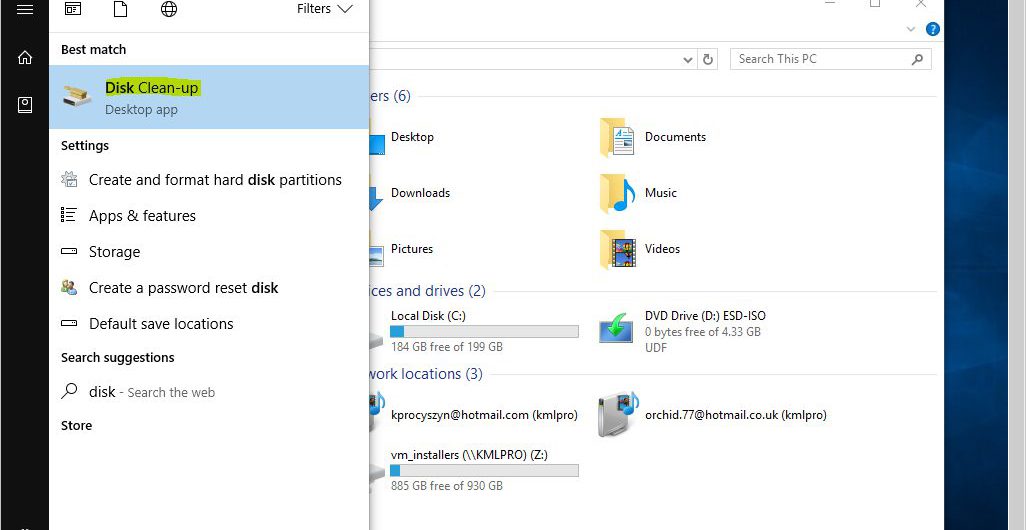 Filters
Best match
Disk Clean-up
Desktop app
Settings
Create and format hard disk partitions
Apps & features
Storage
Create a password reset disk
Default save locations
Search suggestions
disk - Search the web
Store
Search This PC
ers (6)
Desktop
Documents
Downloads
Music
Pictures
Videos
ices and drives (2)
Local Disk (C:)
184 GB free of 199 GB
DVD Drive (D:) ESD-ISO
0 bytes free of 4.33 GB
UDF
work locations (3)
kprocyszyn@hotmail.com (kmlpro)
orchid.77@hotmail.co.uk (kmlpro)
vm_installers (\\KMLPRO) (Z:)
885 GB free of 930 GB